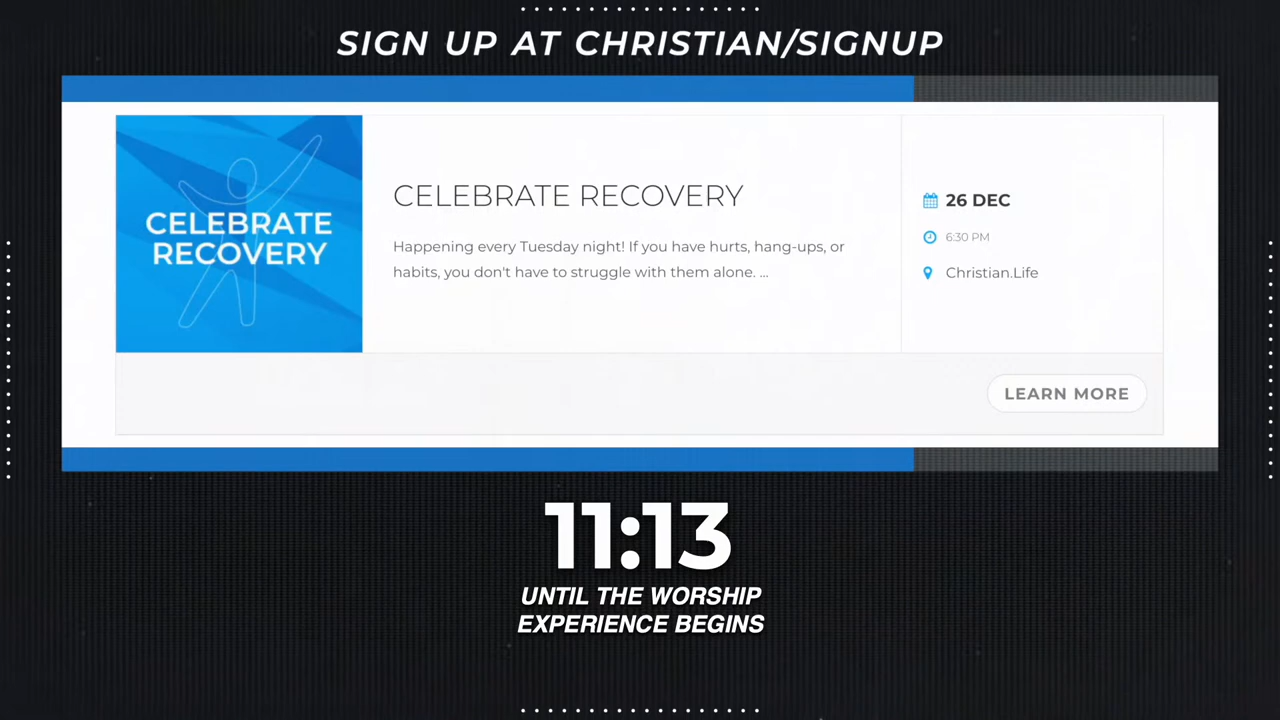 SIGN UP AT CHRISTIAN/SIGNUP
CELEBRATE
RECOVERY
CELEBRATE RECOVERY
Happening every Tuesday night! If you have hurts, hang-ups, or
habits, you don't have to struggle with them alone. ...
26 DEC
6:30 PM
Christian.Life
LEARN MORE
11:13
UNTIL THE WORSHIP
EXPERIENCE BEGINS